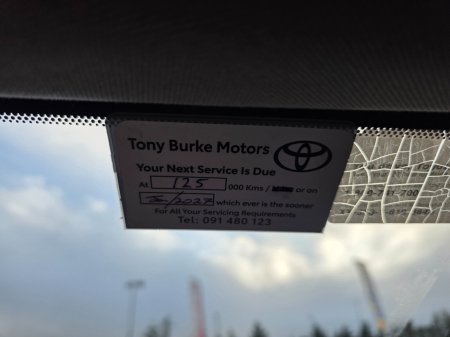 Tony Burke Motors
Your Next Service Is Due
At 125 000 Kms / or on
/2027 which ever is the sooner
For All Your Servicing Requirements
Tel: 091 480 123